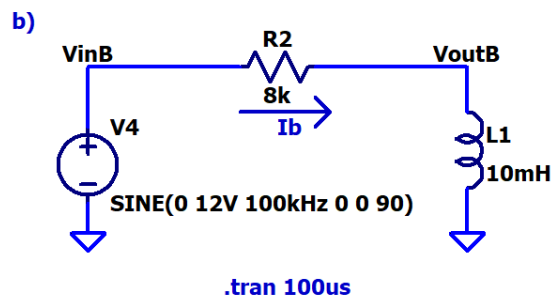 b)
VinB
R2
VoutB
8k
Ib
V4
L1
10mH
SINE(0 12V 100kHz 0 0 90)
.tran 100us